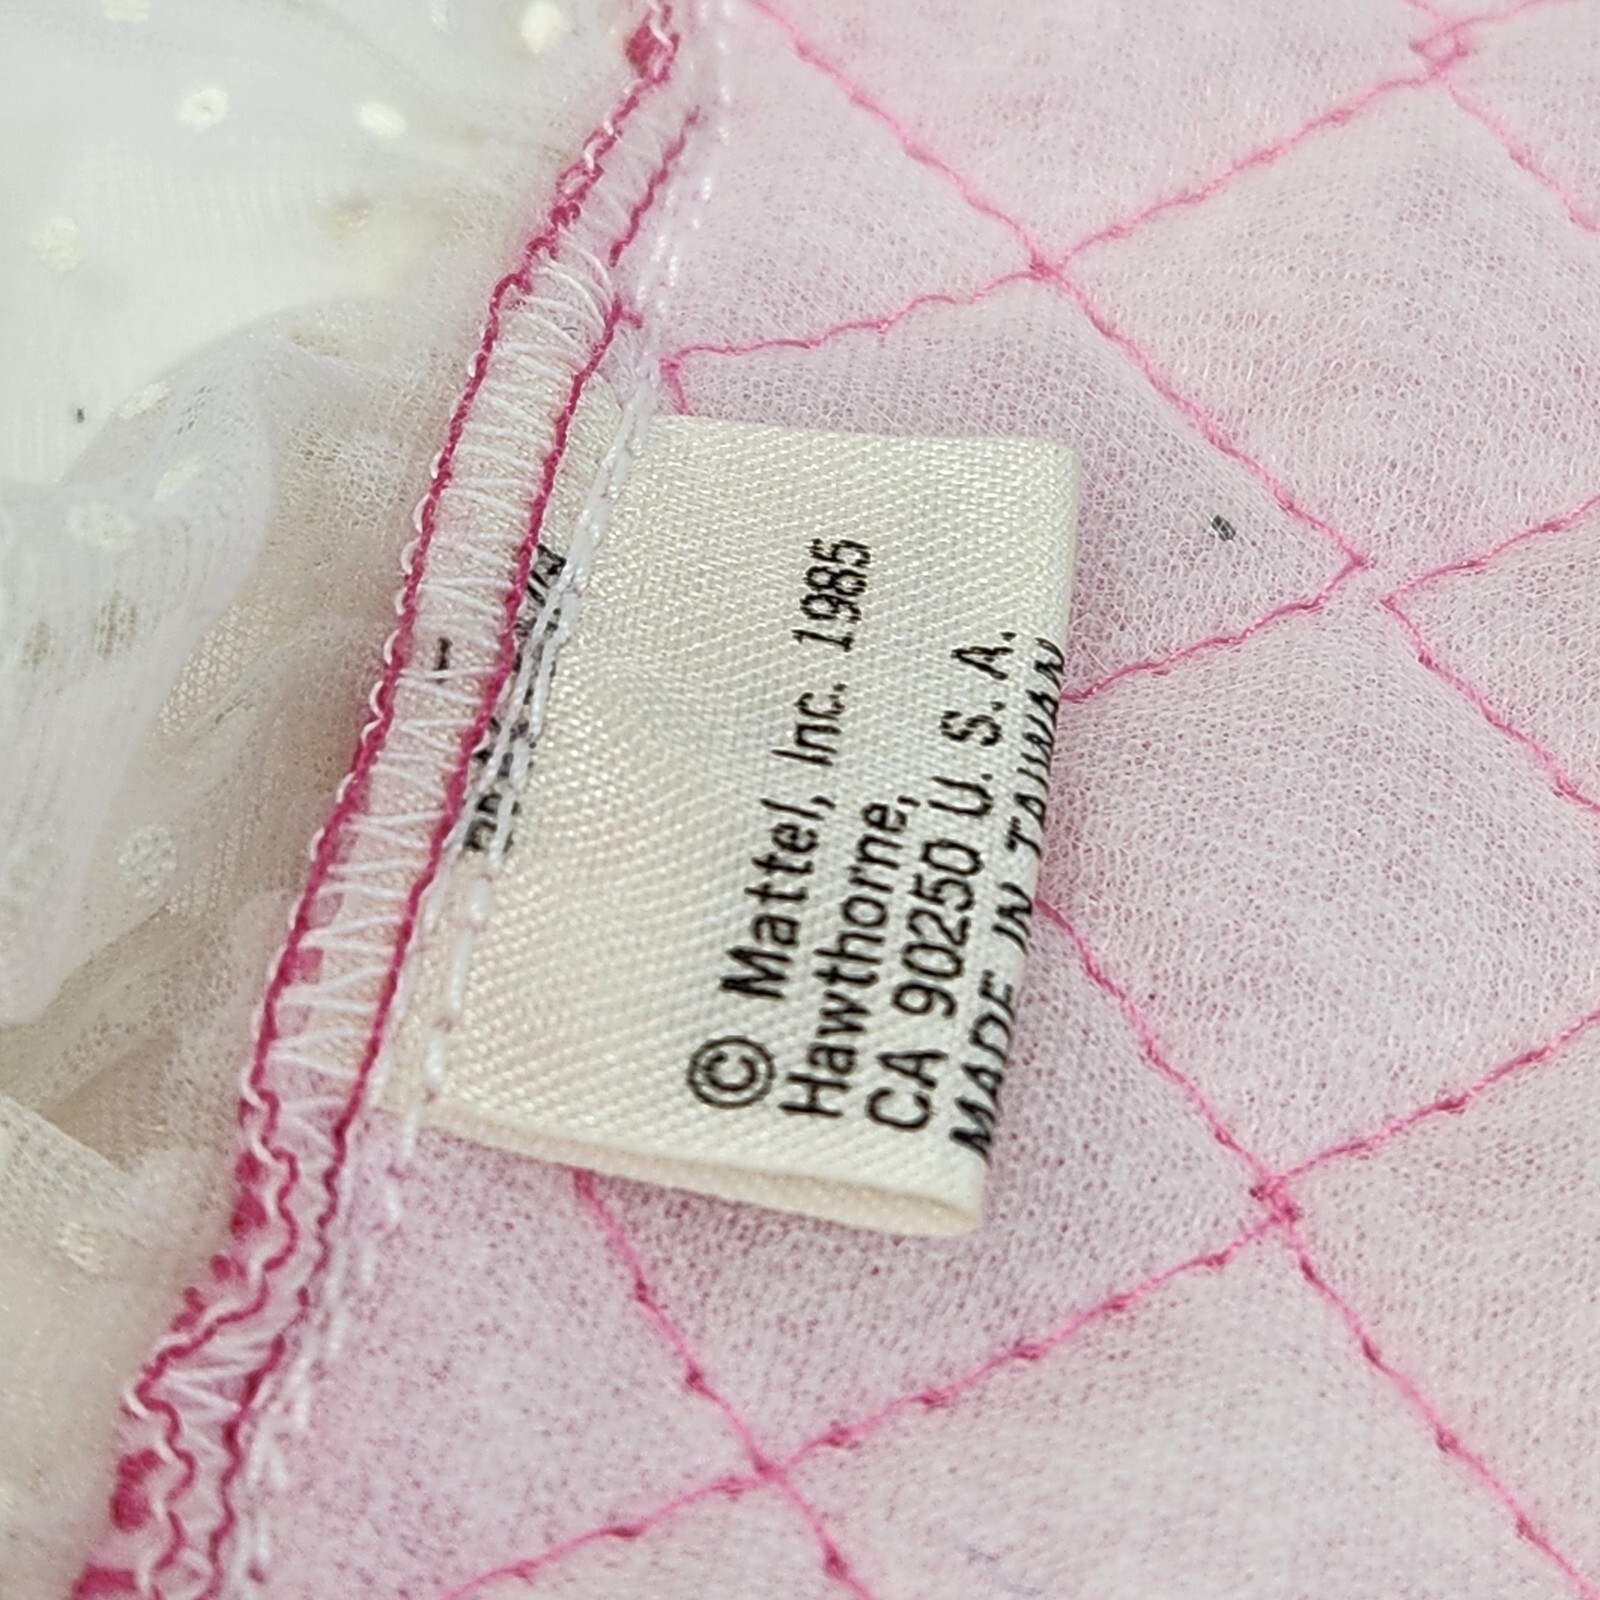 © Mattel, Inc. 1985
Hawthorne,
CA 90250 U. S. A.
MADE IN TAIWAN